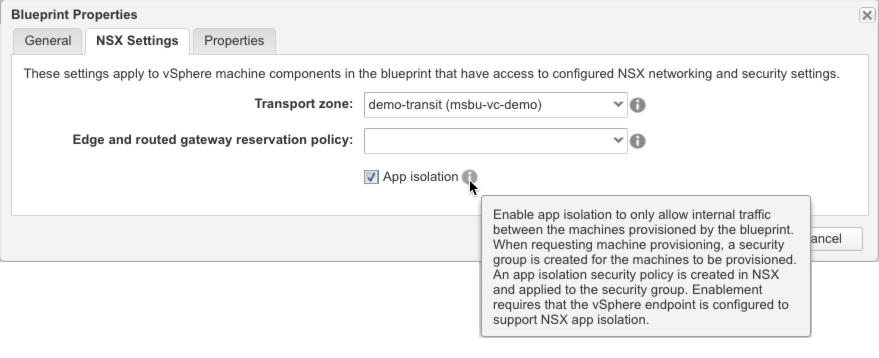 Blueprint Properties
General
NSX Settings
Properties
These settings apply to vSphere machine components in the blueprint that have access to configured NSX networking and security settings.
Transport zone:
demo-transit (msbu-vc-demo)
Edge and routed gateway reservation policy:
App isolation
Enable app isolation to only allow internal traffic
between the machines provisioned by the blueprint.
When requesting machine provisioning, a security
group is created for the machines to be provisioned.
An app isolation security policy is created in NSX
and applied to the security group. Enablement
requires that the vSphere endpoint is configured to
support NSX app isolation.
ancel